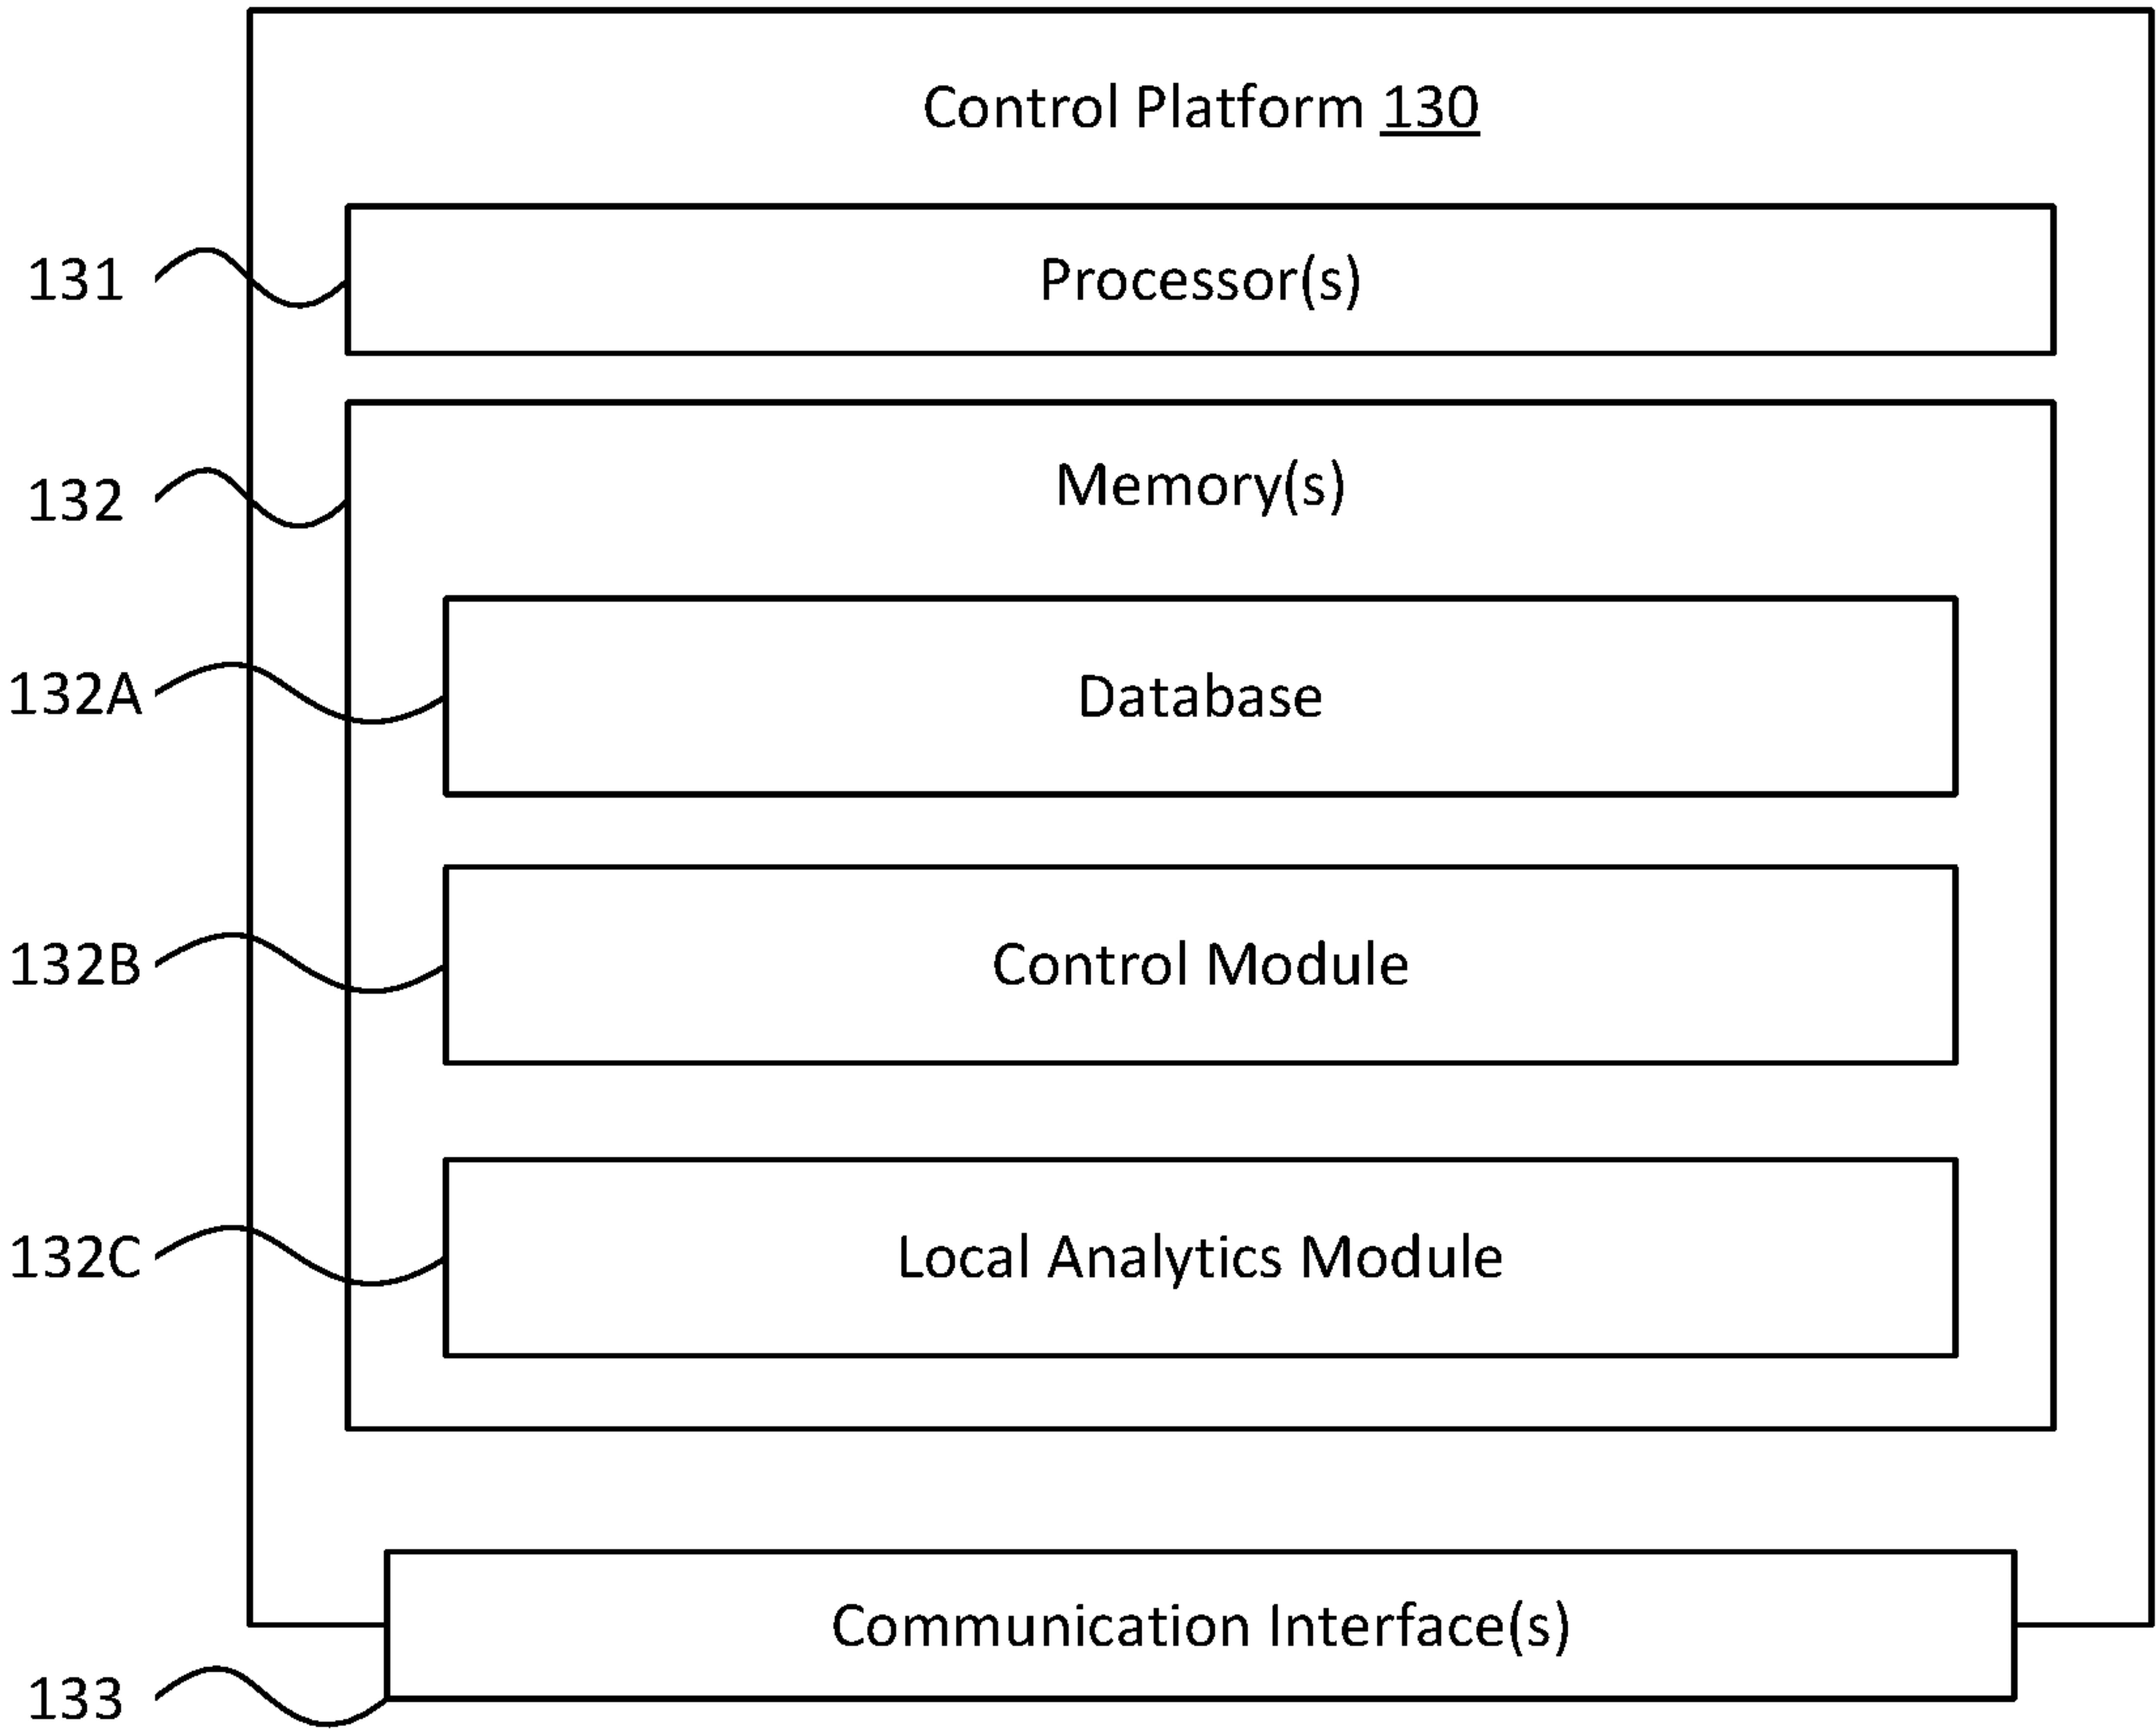 Control Platform 130
131
Processor(s)
132
Memory(s)
132A
Database
132B
Control Module
132C
Local Analytics Module
Communication Interface(s)
133